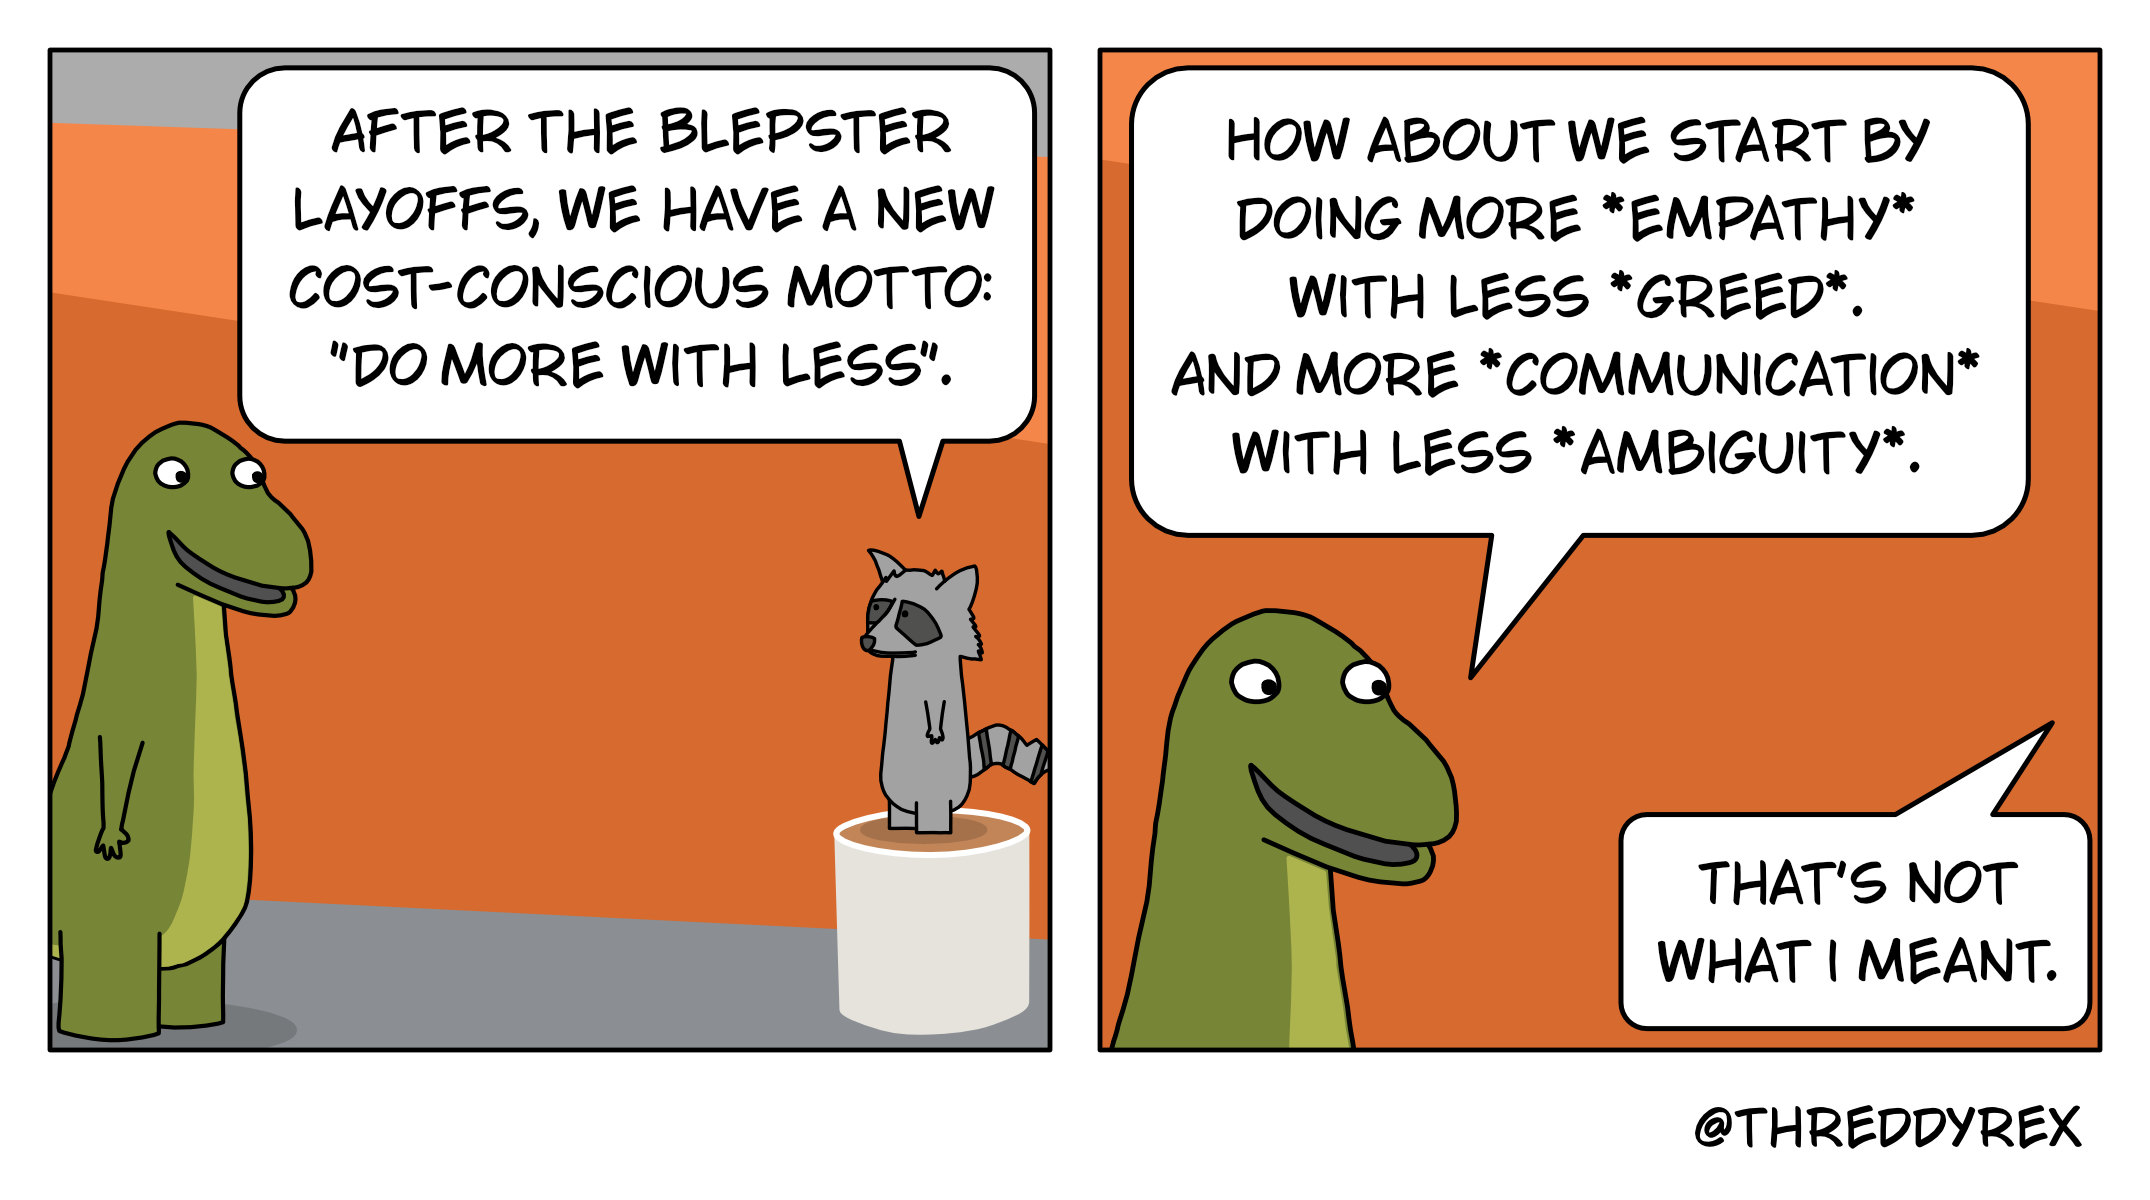 AFTER THE BLEPSTER
LAYOFFS, WE HAVE A NEW
COST-CONSCIOUS MOTTO:
"DO MORE WITH LESS".
HOW ABOUT WE START BY
DOING MORE *EMPATHY*
WITH LESS *GREED*.
AND MORE *COMMUNICATION*
WITH LESS *AMBIGUITY*.
THAT'S NOT
WHAT I MEANT.
@THREDDYREX